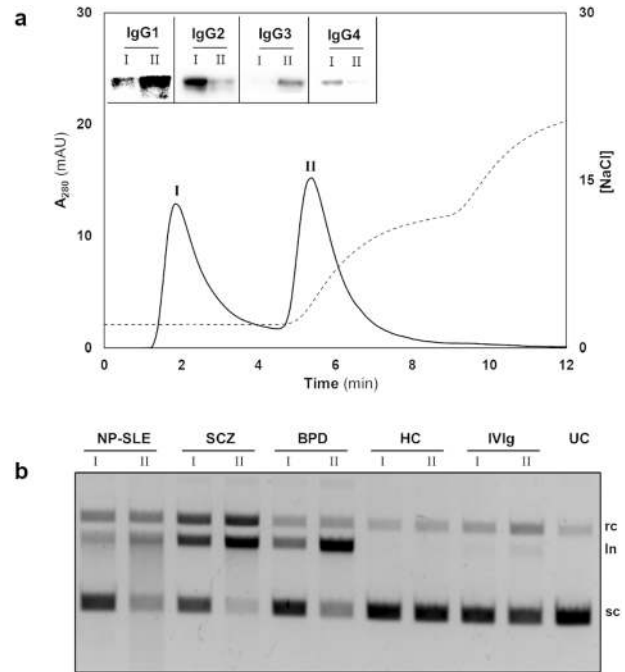 a
IgG1 IgG2 IgG3 IgG4
I II I II I II I II
30
20
10
0
A280 (mAU)
I
II
30
15
0
[NaCl]
0 2 4 6 8 10 12
Time (min)
b
NP-SLE SCZ BPD HC IVIg UC
I II I II I II I II I II
rc
ln
sc